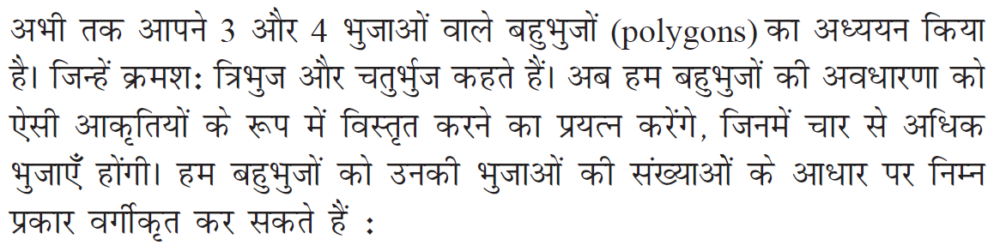 अभी तक आपने 3 और 4 भुजाओं वाले बहुभुजों (polygons) का अध्ययन किया
है। जिन्हें क्रमश: त्रिभुज और चतुर्भुज कहते हैं। अब हम बहुभुजों की अवधारणा को
ऐसी आकृतियों के रूप में विस्तृत करने का प्रयत्न करेंगे, जिनमें चार से अधिक
भुजाएँ होंगी। हम बहुभुजों को उनकी भुजाओं की संख्याओं के आधार पर निम्न
प्रकार वर्गीकृत कर सकते हैं :